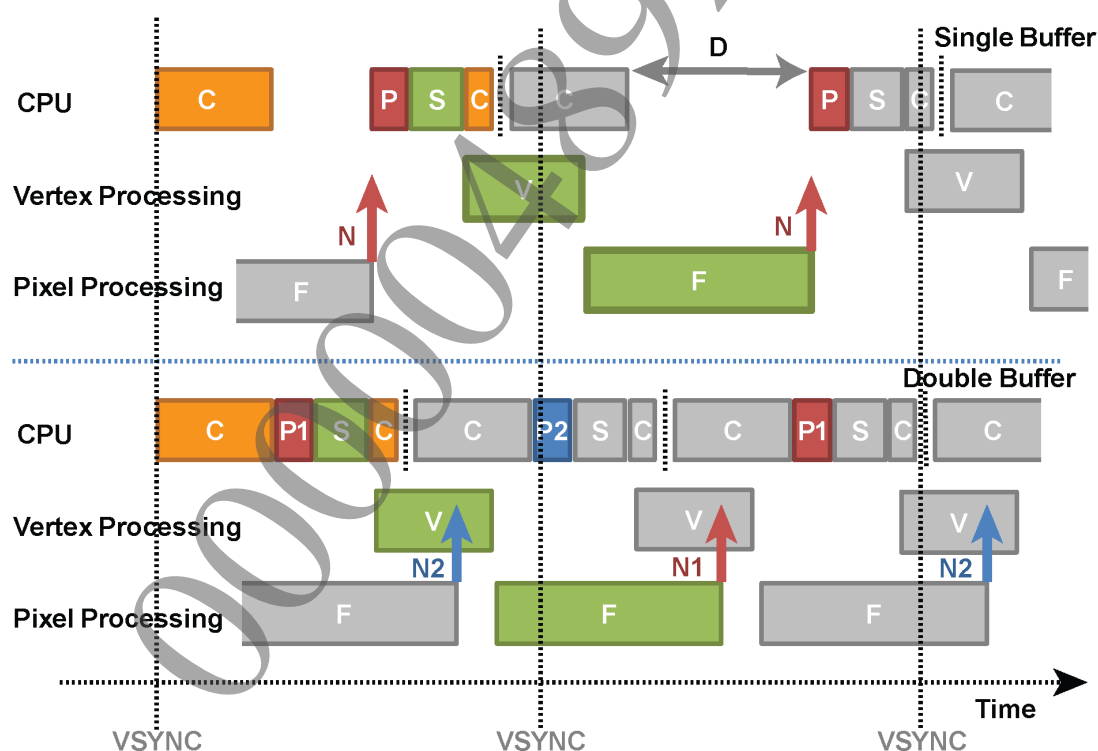 Single Buffer
D
CPU
C
P
S
C
C
P
S
C
C
Vertex Processing
V
V
N
N
Pixel Processing
F
F
F
Double Buffer
CPU
C
P1
S
C
C
P2
S
C
C
P1
S
C
C
Vertex Processing
V
V
V
N2
N1
N2
Pixel Processing
F
F
F
Time
VSYNC
VSYNC
VSYNC